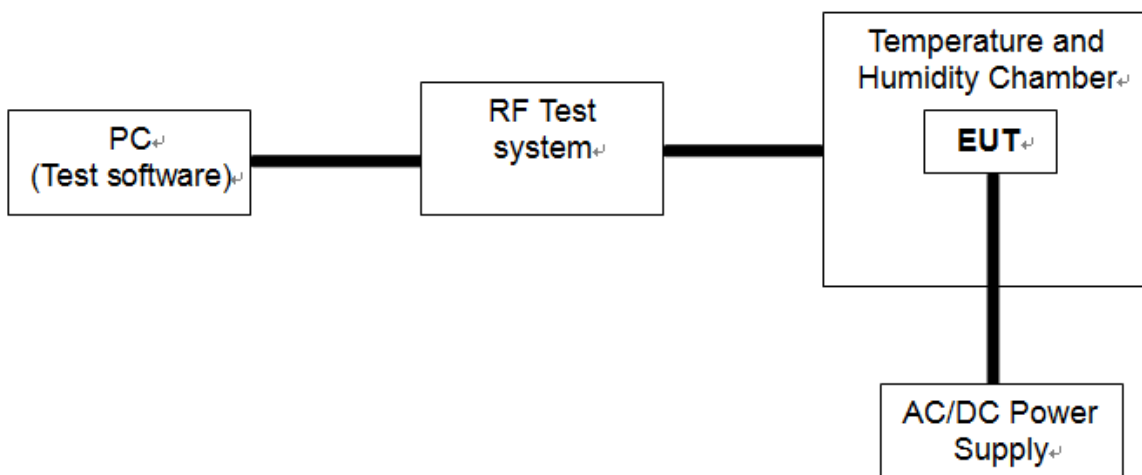 PC
(Test software)
RF Test
system
Temperature and
Humidity Chamber
EUT
AC/DC Power
Supply